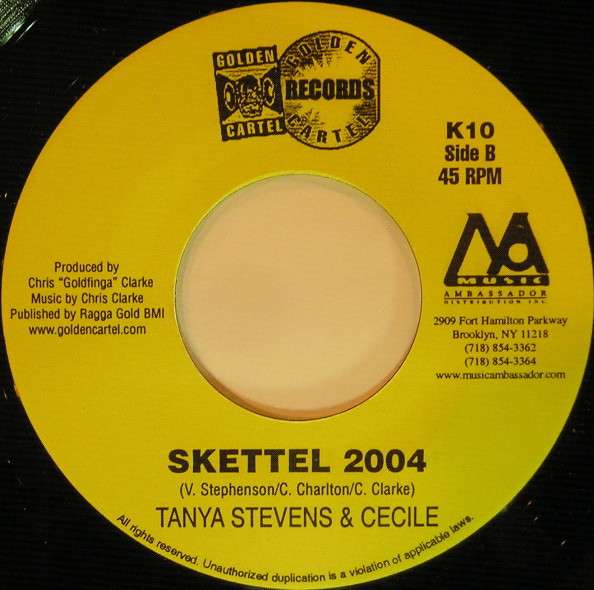 GOLDEN
CARTEL
GOLDEN
RECORDS
CARTEL
K10
Side B
45 RPM
MUSIC
AMBASSADOR
DISTRIBUTION INC.
2909 Fort Hamilton Parkway
Brooklyn, NY 11218
(718) 854-3362
(718) 854-3364
www.musicambassador.com
Produced by
Chris "Goldfinga" Clarke
Music by Chris Clarke
Published by Ragga Gold BMI
www.goldencartel.com
SKETTEL 2004
(V. Stephenson/C. Charlton/C. Clarke)
TANYA STEVENS & CECILE
All rights reserved. Unauthorized duplication is a violation of applicable laws.